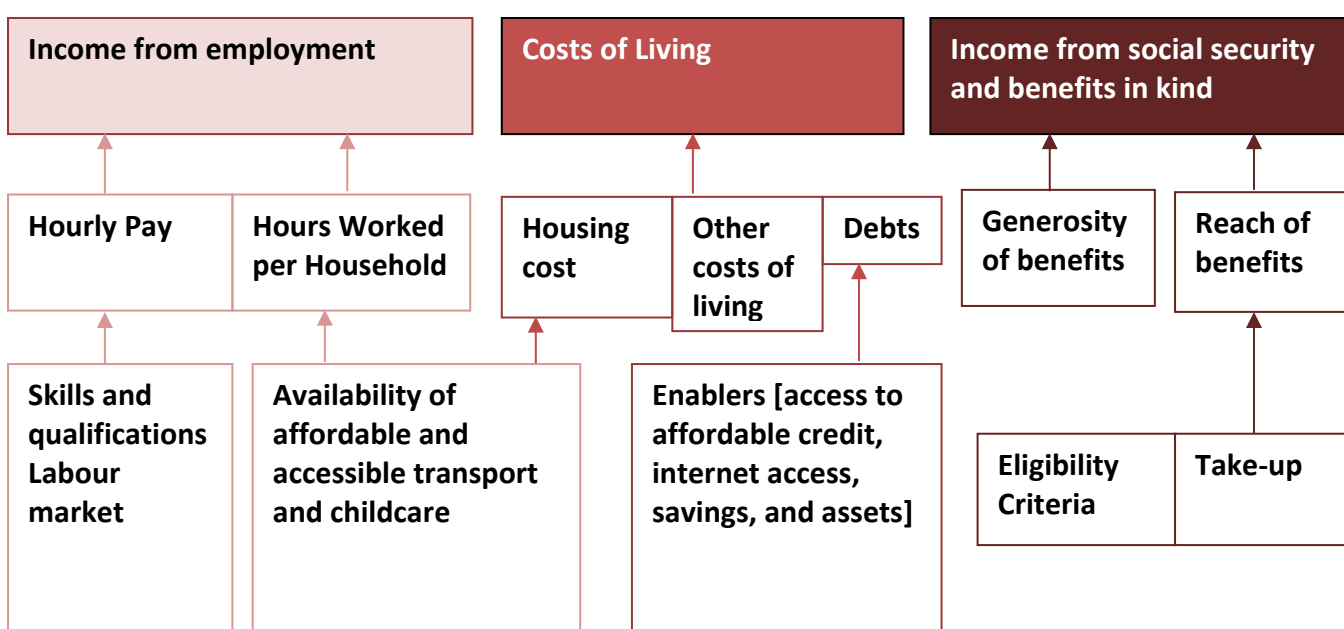 Income from employment
Costs of Living
Income from social security
and benefits in kind
Hourly Pay
Hours Worked
per Household
Housing
cost
Other
costs of
living
Debts
Generosity
of benefits
Reach of
benefits
Skills and
qualifications
Labour
market
Availability of
affordable and
accessible transport
and childcare
Enablers [access to
affordable credit,
internet access,
savings, and assets]
Eligibility
Criteria
Take-up